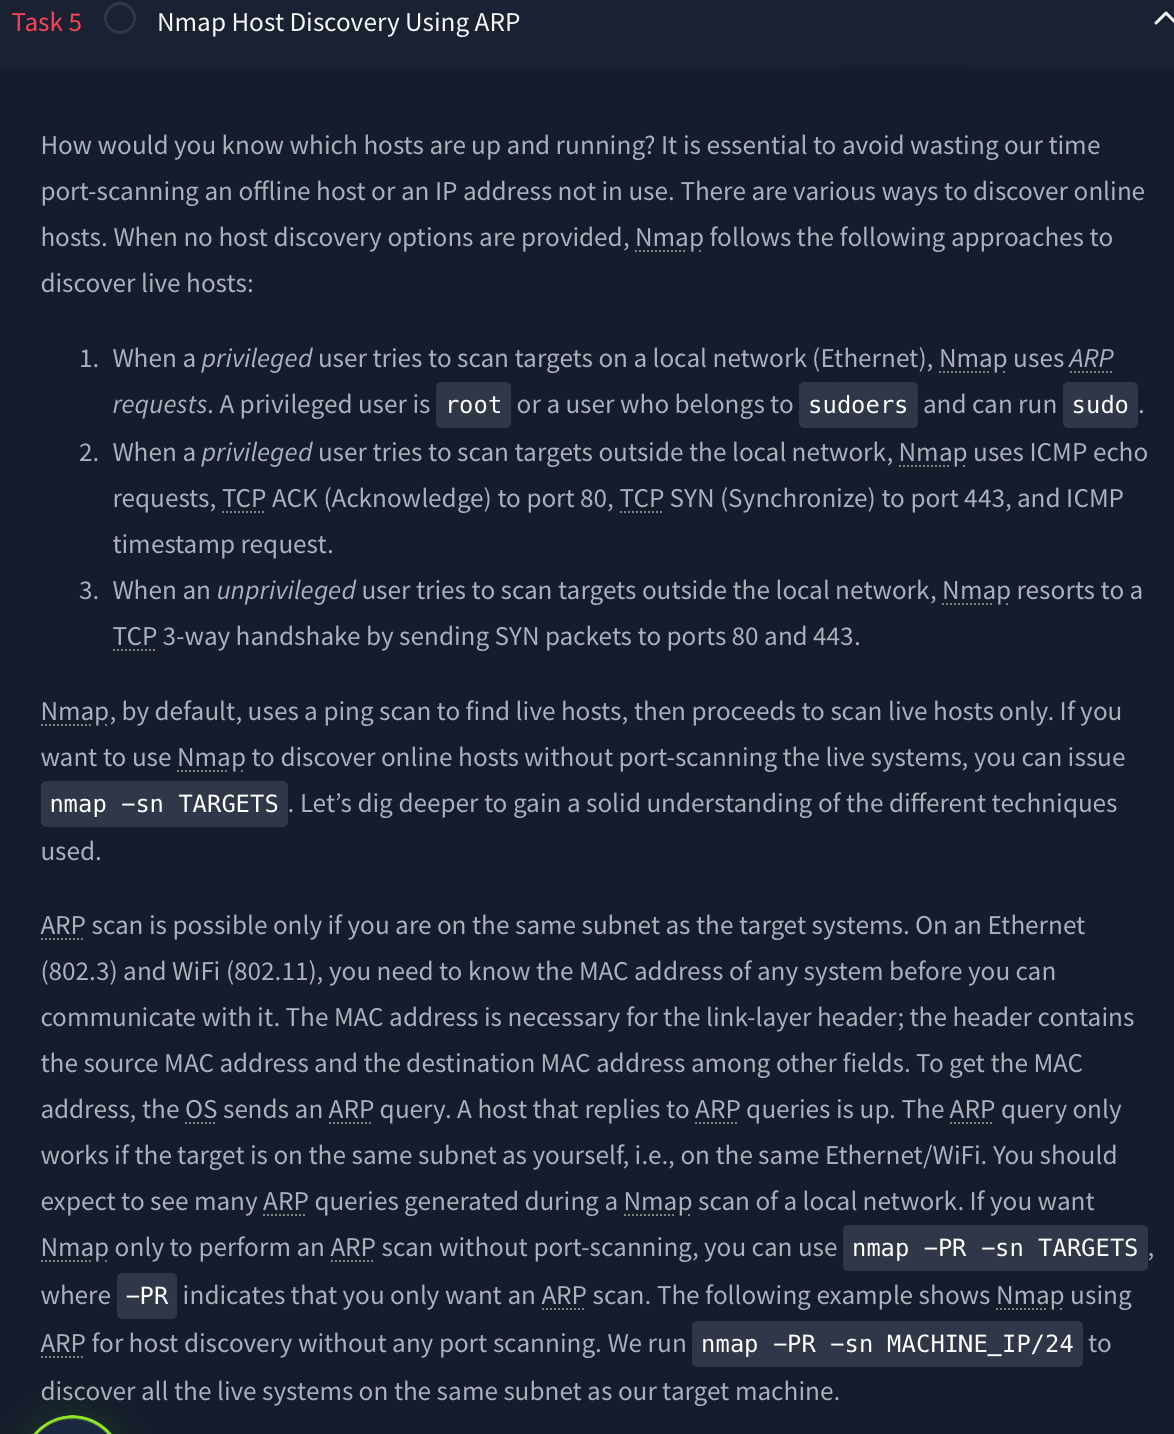 Task 5 Nmap Host Discovery Using ARP
How would you know which hosts are up and running? It is essential to avoid wasting our time
port-scanning an offline host or an IP address not in use. There are various ways to discover online
hosts. When no host discovery options are provided, Nmap follows the following approaches to
discover live hosts:
1. When a privileged user tries to scan targets on a local network (Ethernet), Nmap uses ARP
requests. A privileged user is root or a user who belongs to sudoers and can run sudo .
2. When a privileged user tries to scan targets outside the local network, Nmap uses ICMP echo
requests, TCP ACK (Acknowledge) to port 80, TCP SYN (Synchronize) to port 443, and ICMP
timestamp request.
3. When an unprivileged user tries to scan targets outside the local network, Nmap resorts to a
TCP 3-way handshake by sending SYN packets to ports 80 and 443.
Nmap, by default, uses a ping scan to find live hosts, then proceeds to scan live hosts only. If you
want to use Nmap to discover online hosts without port-scanning the live systems, you can issue
nmap -sn TARGETS . Let’s dig deeper to gain a solid understanding of the different techniques
used.
ARP scan is possible only if you are on the same subnet as the target systems. On an Ethernet
(802.3) and WiFi (802.11), you need to know the MAC address of any system before you can
communicate with it. The MAC address is necessary for the link-layer header; the header contains
the source MAC address and the destination MAC address among other fields. To get the MAC
address, the OS sends an ARP query. A host that replies to ARP queries is up. The ARP query only
works if the target is on the same subnet as yourself, i.e., on the same Ethernet/WiFi. You should
expect to see many ARP queries generated during a Nmap scan of a local network. If you want
Nmap only to perform an ARP scan without port-scanning, you can use nmap -PR -sn TARGETS ,
where -PR indicates that you only want an ARP scan. The following example shows Nmap using
ARP for host discovery without any port scanning. We run nmap -PR -sn MACHINE_IP/24 to
discover all the live systems on the same subnet as our target machine.